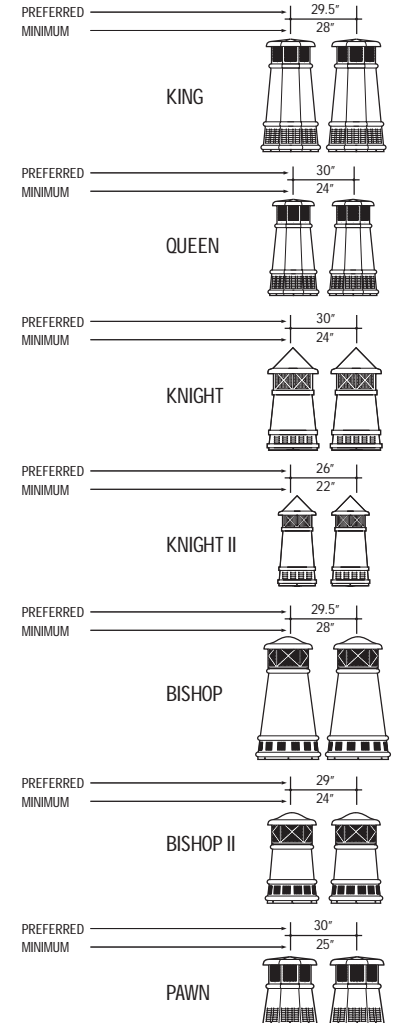 PREFERRED 29.5"
MINIMUM 28"
KING
PREFERRED 30"
MINIMUM 24"
QUEEN
PREFERRED 30"
MINIMUM 24"
KNIGHT
PREFERRED 26"
MINIMUM 22"
KNIGHT II
PREFERRED 29.5"
MINIMUM 28"
BISHOP
PREFERRED 29"
MINIMUM 24"
BISHOP II
PREFERRED 30"
MINIMUM 25"
PAWN